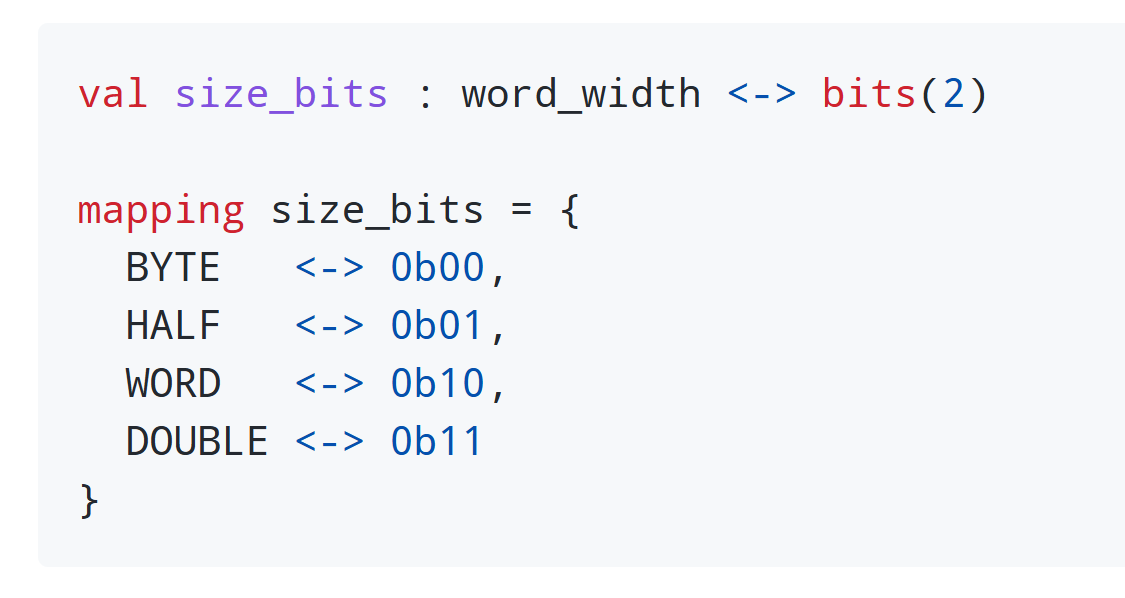 val size_bits : word_width <-> bits(2)

mapping size_bits = {
  BYTE   <-> 0b00,
  HALF   <-> 0b01,
  WORD   <-> 0b10,
  DOUBLE <-> 0b11
}